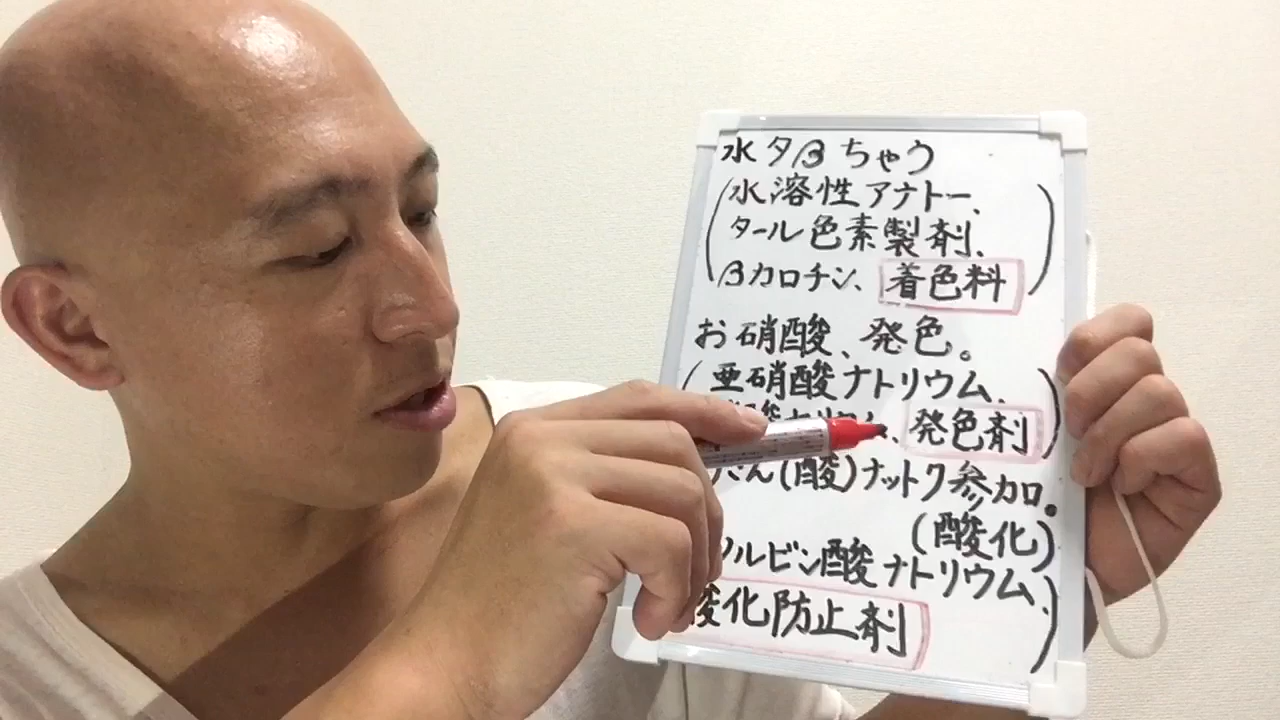 水タβちゃう
(水溶性アナトー、
タール色素製剤、
βカロチン、着色料)
お硝酸、発色。
(亜硝酸ナトリウム、
発色剤)
さん(酸)ナットク参カロ。
(酸化)
ソルビン酸ナトリウム、
酸化防止剤)